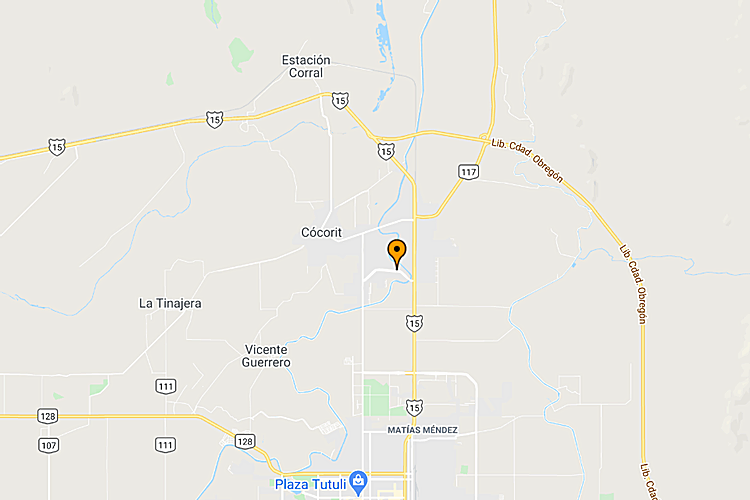 Estación
Corral
15
15
15
15
Lib. Cdad. Obregón
117
Cócorit
Lib. Cdad. Obregón
La Tinajera
15
Vicente
Guerrero
111
15
128
MATÍAS MÉNDEZ
128
107
111
Lib. Cd
Plaza Tutuli